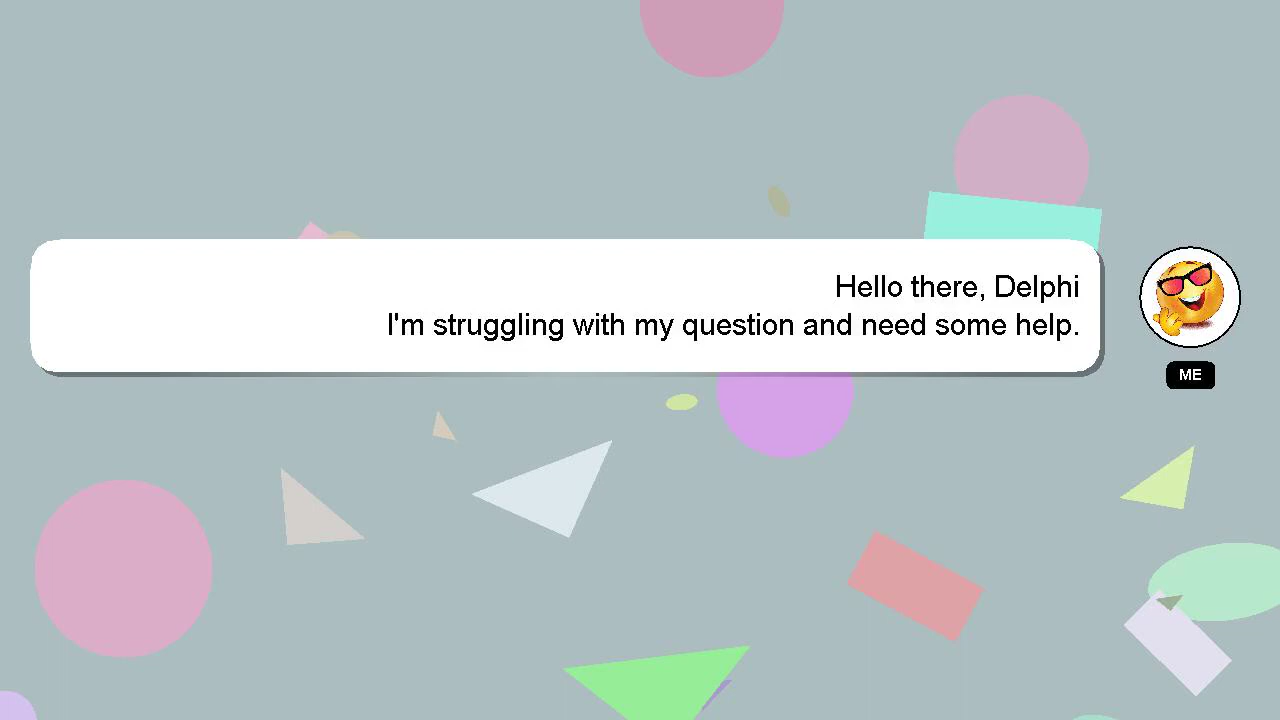 Hello there, Delphi
I'm struggling with my question and need some help.
ME